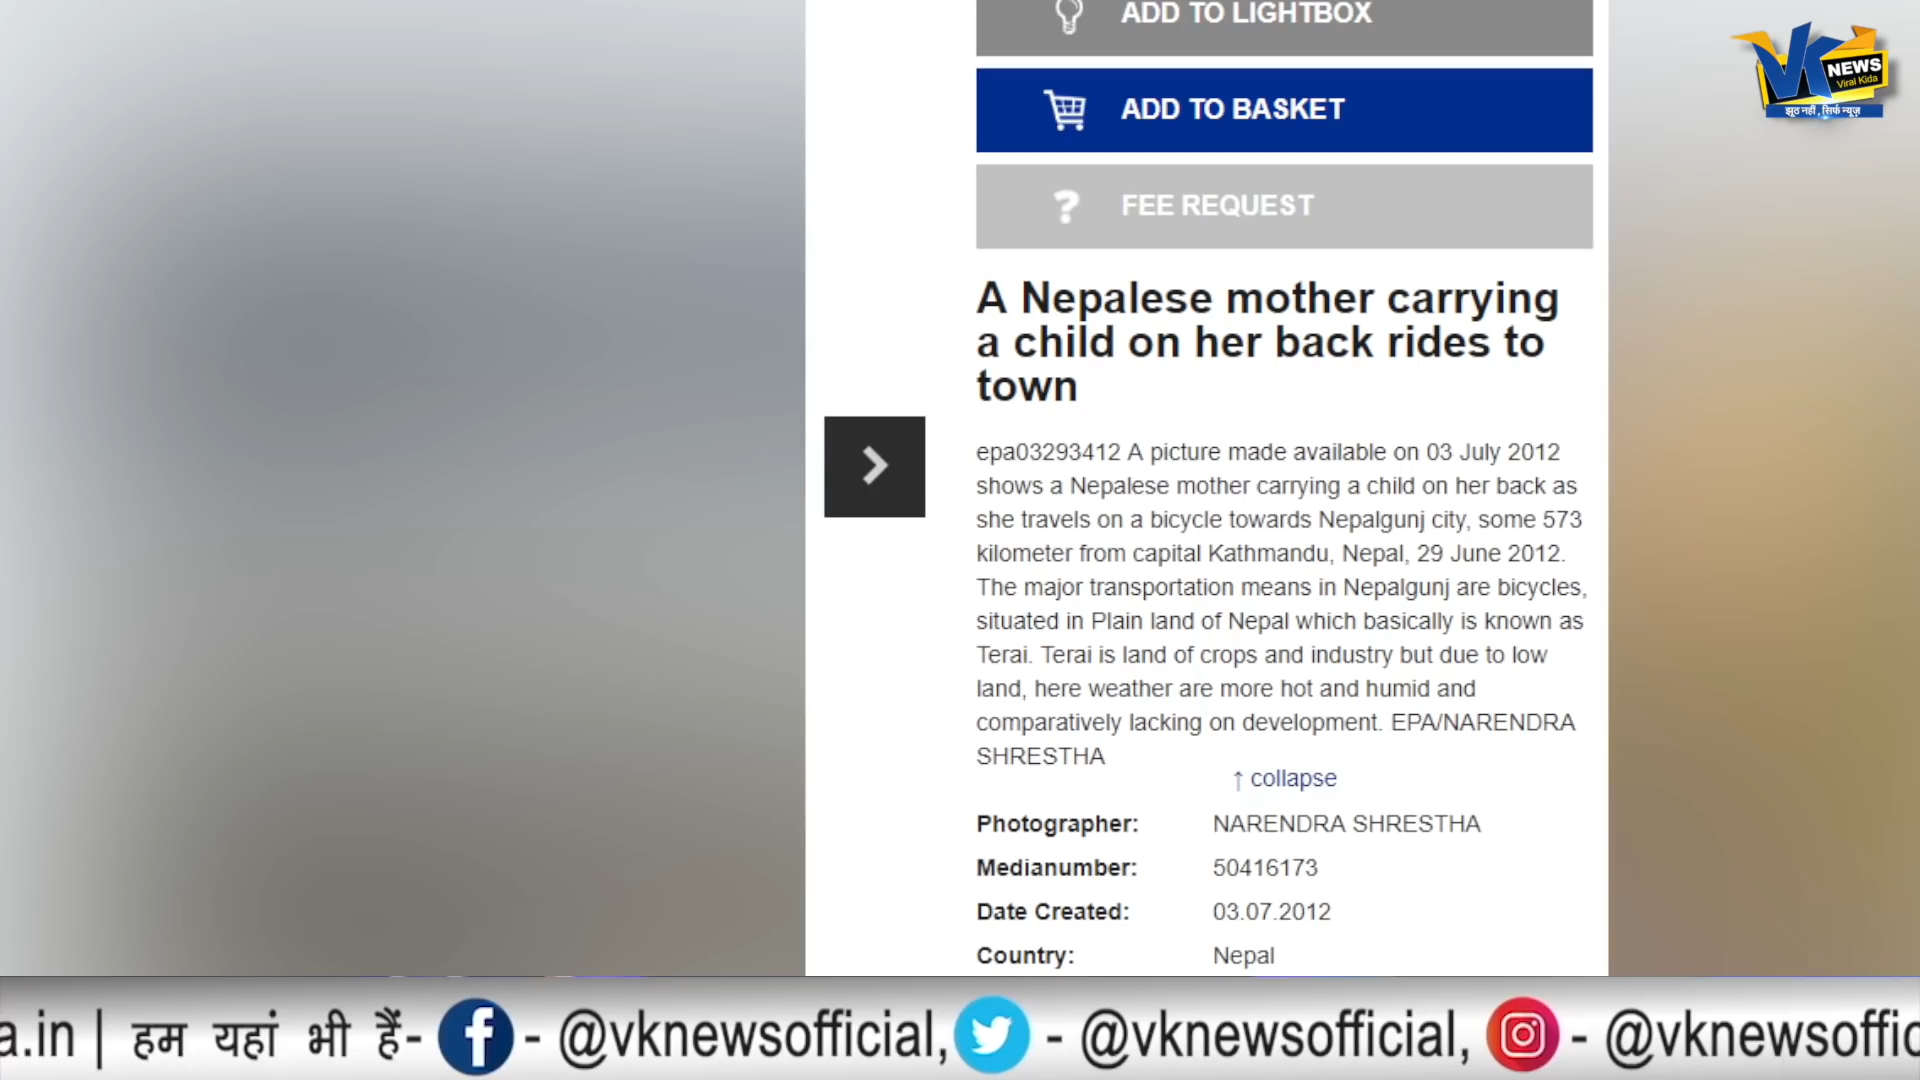 ADD TO LIGHTBOX
NEWS
Viral Kida
झूठ नहीं, सिर्फ न्यूज़
ADD TO BASKET
? FEE REQUEST
A Nepalese mother carrying
a child on her back rides to
town
epa03293412 A picture made available on 03 July 2012
shows a Nepalese mother carrying a child on her back as
she travels on a bicycle towards Nepalgunj city, some 573
kilometer from capital Kathmandu, Nepal, 29 June 2012.
The major transportation means in Nepalgunj are bicycles,
situated in Plain land of Nepal which basically is known as
Terai. Terai is land of crops and industry but due to low
land, here weather are more hot and humid and
comparatively lacking on development. EPA/NARENDRA
SHRESTHA
↑ collapse
Photographer: NARENDRA SHRESTHA
Medianumber: 50416173
Date Created: 03.07.2012
Country: Nepal
a.in | हम यहां भी हैं- f - @vknewsofficial, - @vknewsofficial, - @vknewsoffic